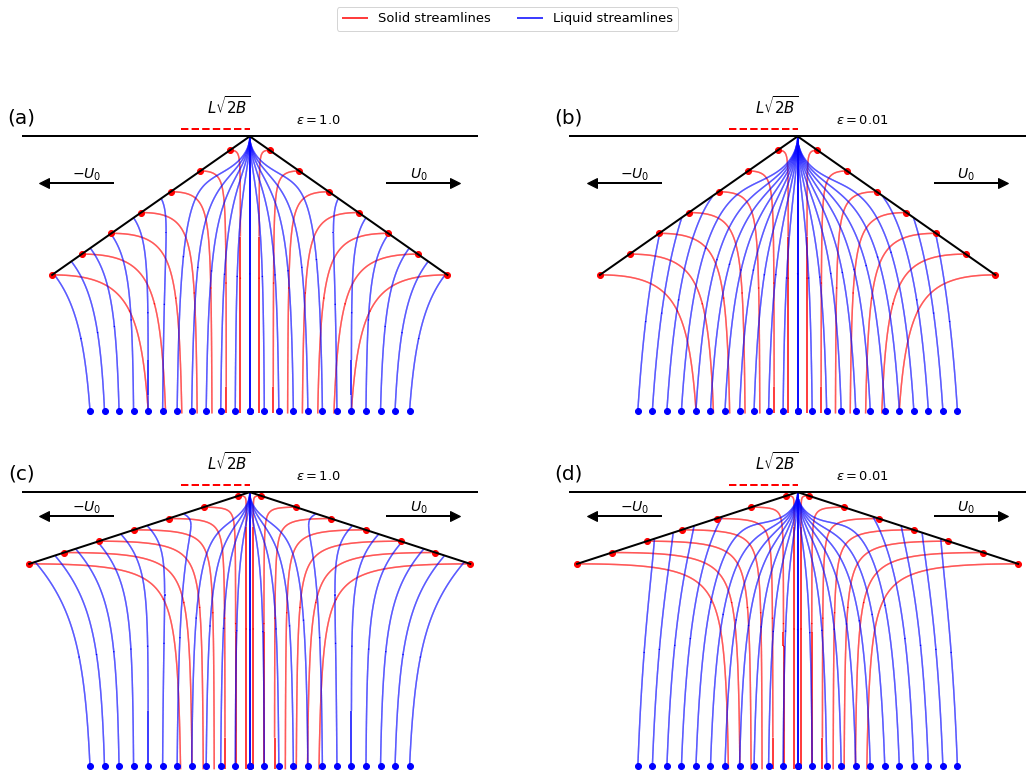 Solid streamlines Liquid streamlines
(a) L√2B ε = 1.0
−U₀ U₀
(b) L√2B ε = 0.01
−U₀ U₀
(c) L√2B ε = 1.0
−U₀ U₀
(d) L√2B ε = 0.01
−U₀ U₀